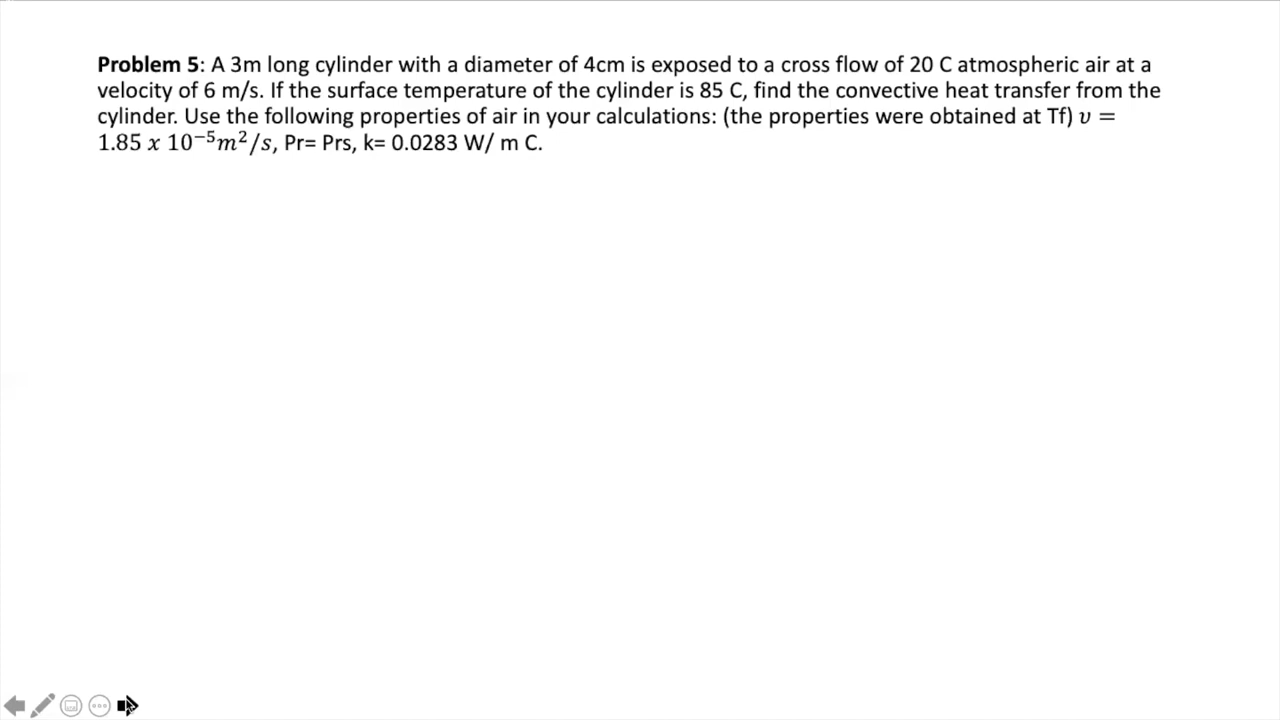 Problem 5: A 3m long cylinder with a diameter of 4cm is exposed to a cross flow of 20 C atmospheric air at a
velocity of 6 m/s. If the surface temperature of the cylinder is 85 C, find the convective heat transfer from the
cylinder. Use the following properties of air in your calculations: (the properties were obtained at Tf) 𝜐 =
1.85 𝑥 10⁻⁵𝑚²/𝑠, Pr= Prs, k= 0.0283 W/ m C.